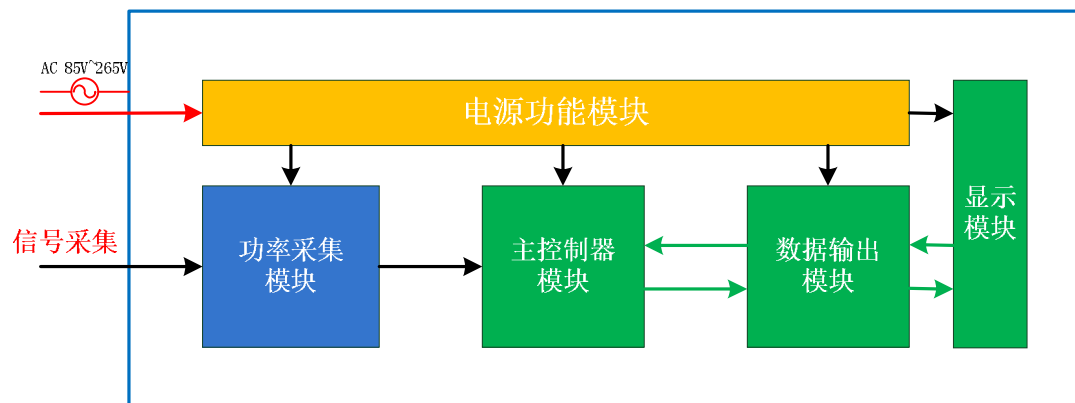 AC 85V~265V
电源功能模块
信号采集
功率采集
模块
主控制器
模块
数据输出
模块
显示
模块